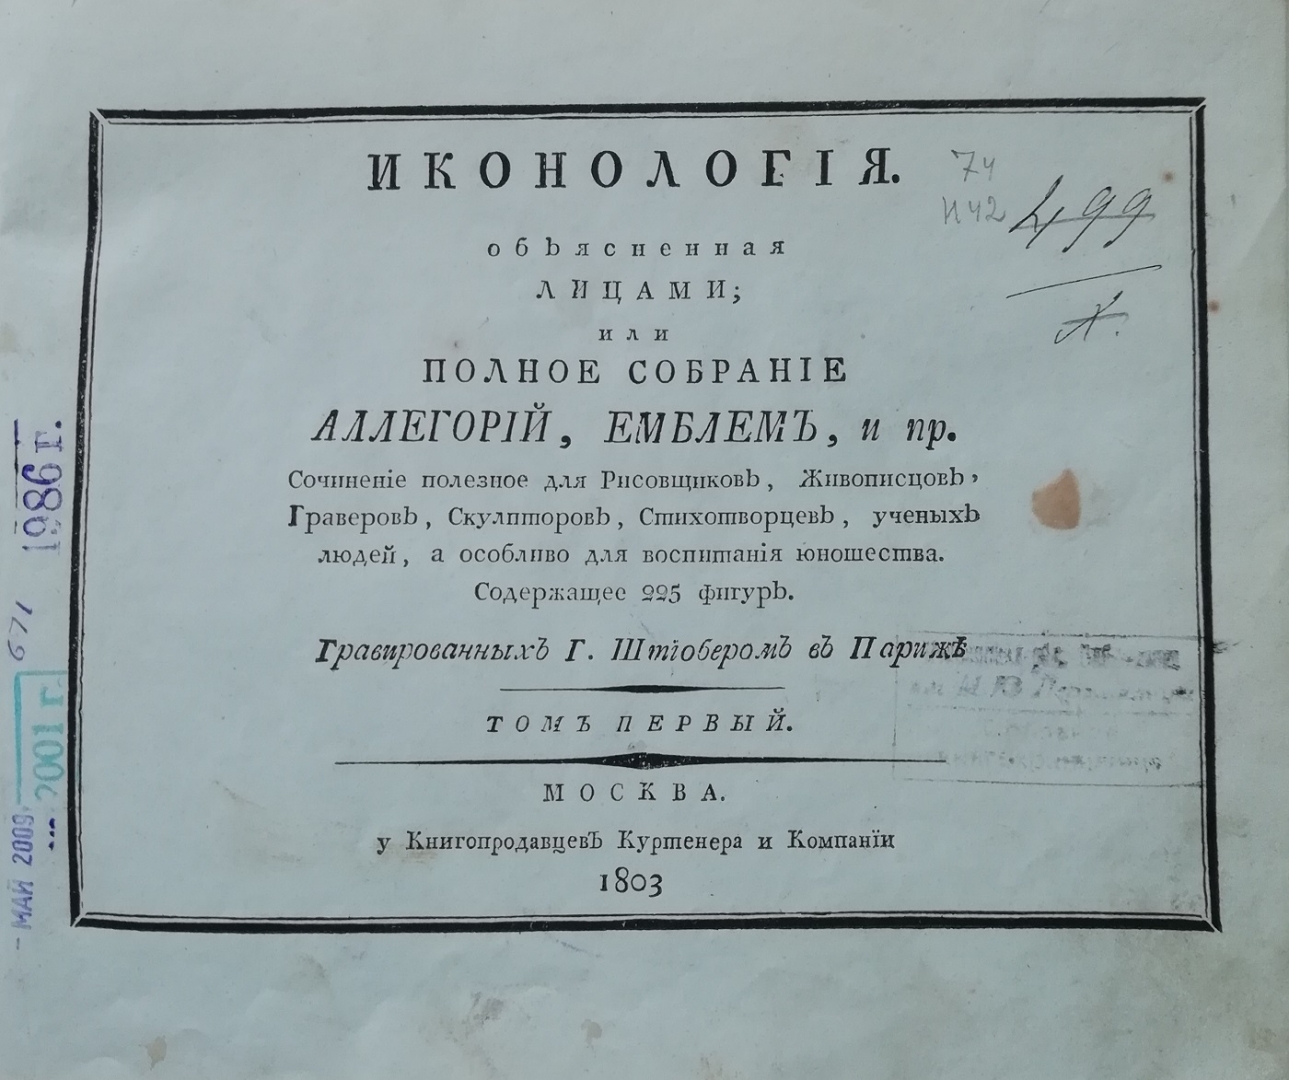 ИКОНОЛОГІЯ.
объясненная
ЛИЦАМИ;
или
ПОЛНОЕ СОБРАНІЕ
АЛЛЕГОРІЙ, ЕМБЛЕМЪ, и пр.
Сочиненіе полезное для Рисовщиковъ, Живописцовъ,
Граверовъ, Скулпторовъ, Стихотворцевъ, ученыхъ
людей, а особливо для воспитанія юношества.
Содержащее 225 фигуръ.
Гравированныхъ Г. Штіоберомъ въ Парижѣ
ТОМЪ ПЕРВЫЙ.
МОСКВА.
у Книгопродавцевъ Куртенера и Компаніи
1803
74
И42
499
1986 г.
671
2001 г.
МАЙ 2009